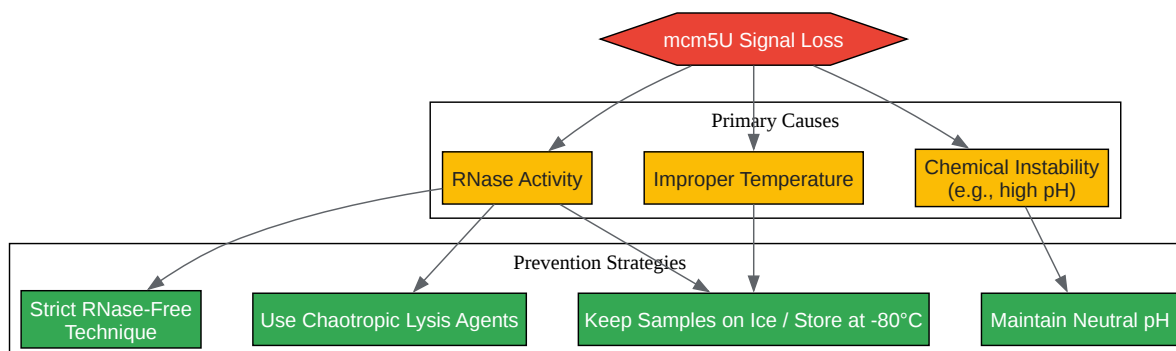 mcm5U Signal Loss
Primary Causes
RNase Activity
Improper Temperature
Chemical Instability
(e.g., high pH)
Prevention Strategies
Strict RNase-Free
Technique
Use Chaotropic Lysis Agents
Keep Samples on Ice / Store at -80°C
Maintain Neutral pH